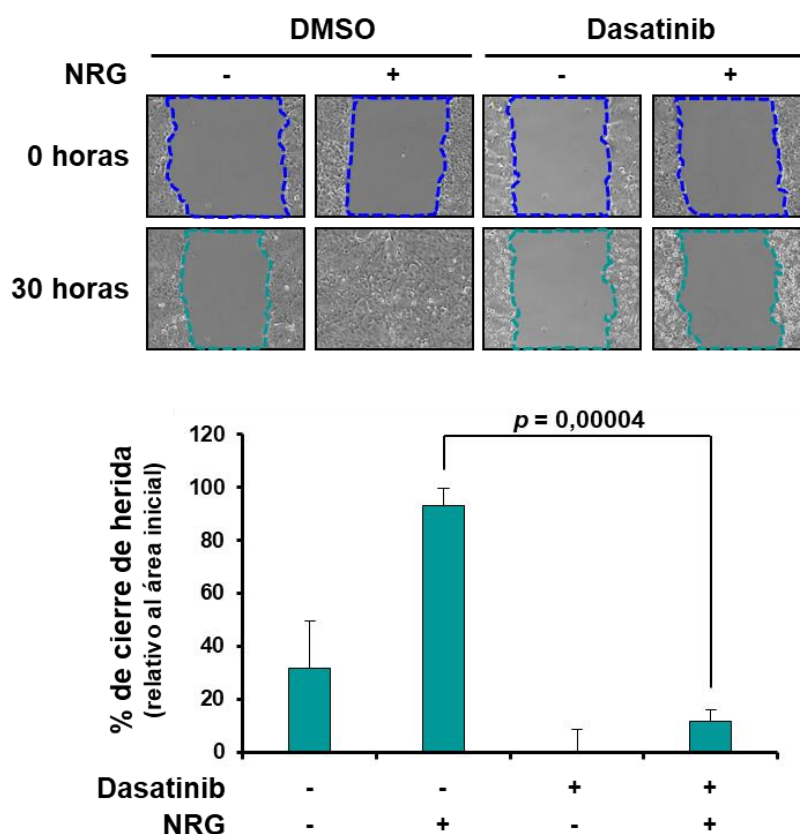 DMSO Dasatinib
NRG - + - +
0 horas
30 horas
p = 0,00004
% de cierre de herida
(relativo al área inicial)
120
100
80
60
40
20
0
Dasatinib - - + +
NRG - + - +